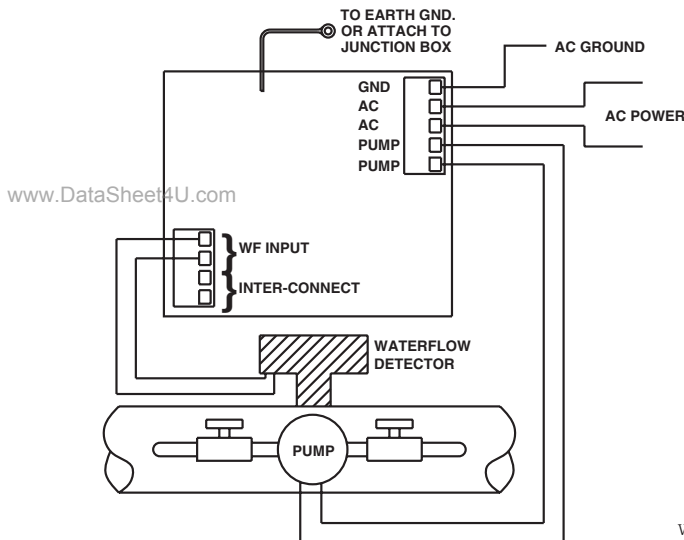 TO EARTH GND.
OR ATTACH TO
JUNCTION BOX
AC GROUND
GND
AC
AC
PUMP
PUMP
AC POWER
www.DataSheet4U.com
WF INPUT
INTER-CONNECT
WATERFLOW
DETECTOR
PUMP